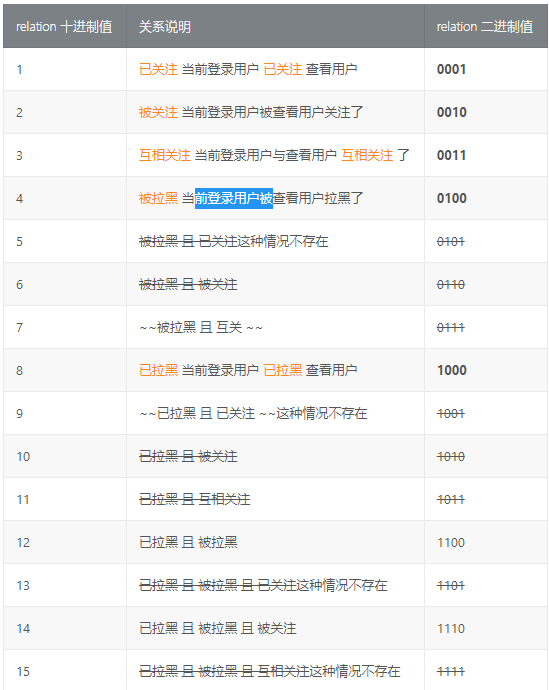 relation 十进制值 关系说明 relation 二进制值
1 已关注 当前登录用户 已关注 查看用户 0001
2 被关注 当前登录用户被查看用户关注了 0010
3 互相关注 当前登录用户与查看用户 互相关注 了 0011
4 被拉黑 当前登录用户被查看用户拉黑了 0100
5 被拉黑 且 已关注这种情况不存在 0101
6 被拉黑 且 被关注 0110
7 ~~被拉黑 且 互关 ~~ 0111
8 已拉黑 当前登录用户 已拉黑 查看用户 1000
9 ~~已拉黑 且 已关注 ~~这种情况不存在 1001
10 已拉黑 且 被关注 1010
11 已拉黑 且 互相关注 1011
12 已拉黑 且 被拉黑 1100
13 已拉黑 且 被拉黑 且 已关注这种情况不存在 1101
14 已拉黑 且 被拉黑 且 被关注 1110
15 已拉黑 且 被拉黑 且 互相关注这种情况不存在 1111